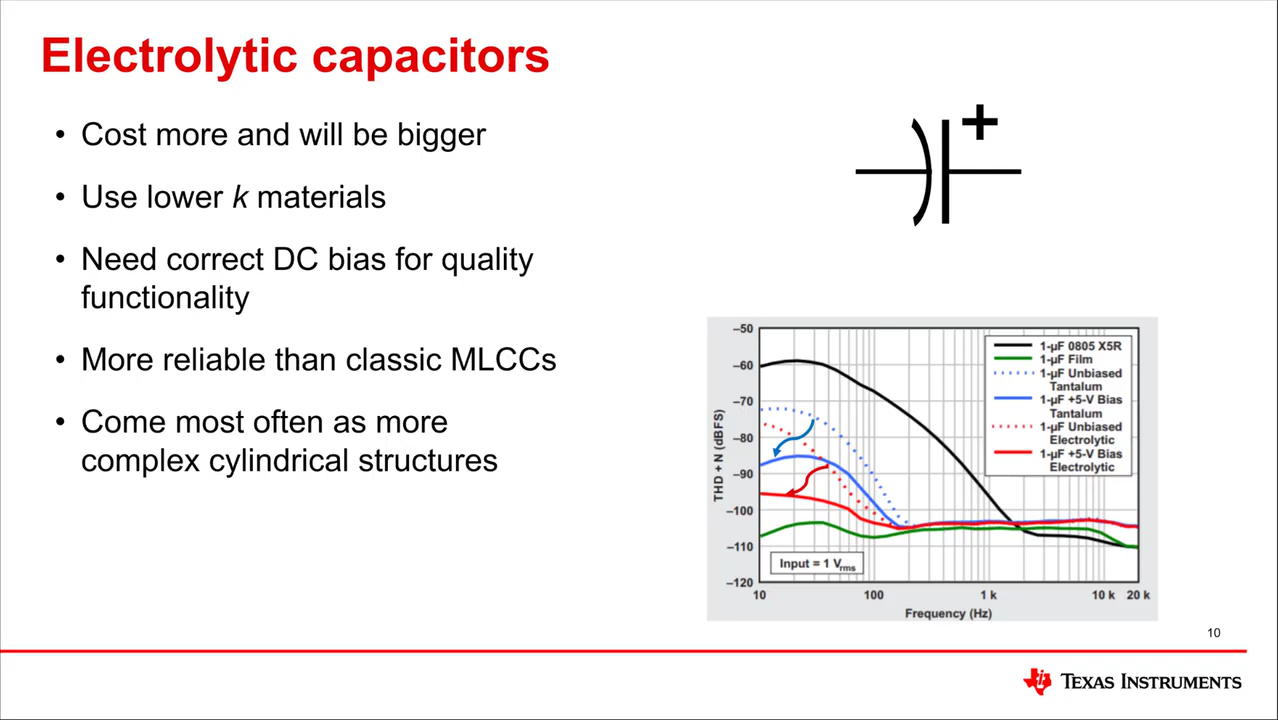 Electrolytic capacitors
• Cost more and will be bigger
• Use lower k materials
• Need correct DC bias for quality
functionality
• More reliable than classic MLCCs
• Come most often as more
complex cylindrical structures
+
THD + N (dBFS)
–50
–60
–70
–80
–90
–100
–110
–120
1-µF 0805 X5R
1-µF Film
1-µF Unbiased
Tantalum
1-µF +5-V Bias
Tantalum
1-µF Unbiased
Electrolytic
1-µF +5-V Bias
Electrolytic
Input = 1 Vrms
10 100 1 k 10 k 20 k
Frequency (Hz)
10
TEXAS INSTRUMENTS